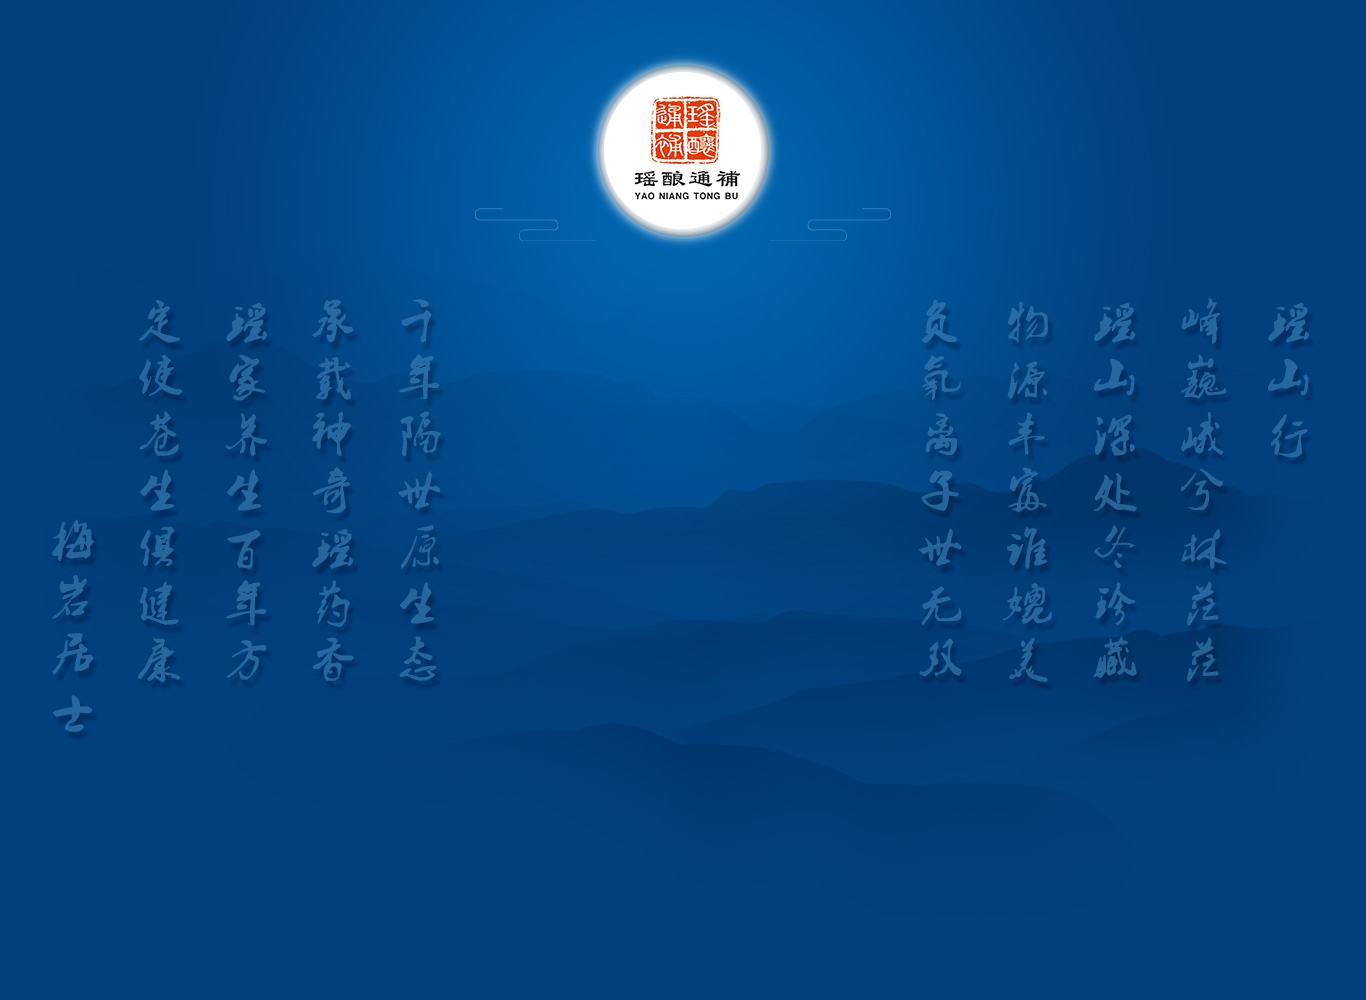 瑶酿通補
瑶酿通補
YAO NIANG TONG BU
瑶山行
峰巍峨兮林茫茫
瑶山深处冬珍藏
物源丰富谁媲美
负氧离子世无双
千年隔世原生态
承载神奇瑶药香
瑶家养生百年方
定使苍生俱健康
梅岩居士